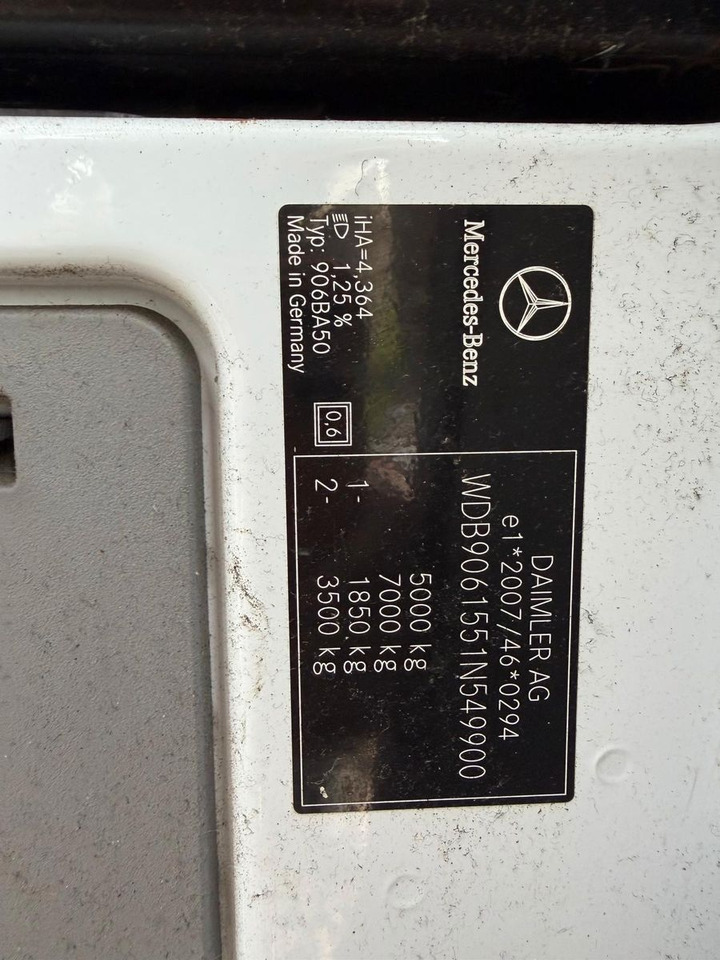 Mercedes-Benz
iHA=4,364
1,25 %
Typ: 906BA50
Made in Germany
0,6
DAIMLER AG
e1*2007/46*0294
WDB9061551N549900
5000 kg
7000 kg
1- 1850 kg
2- 3500 kg